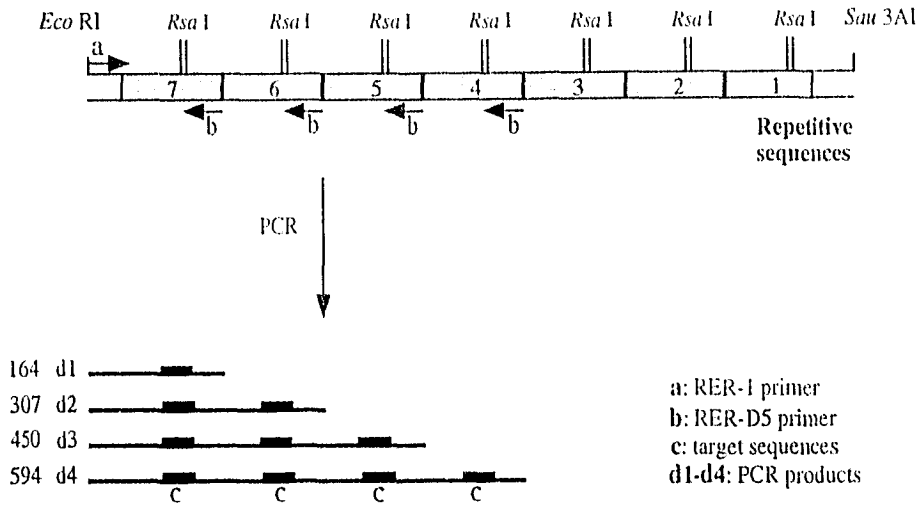 Eco RI Rsa I Rsa I Rsa I Rsa I Rsa I Rsa I Rsa I Sau 3AI
a
7 6 5 4 3 2 1
b b b b
Repetitive
sequences
PCR
164 d1
307 d2
450 d3
594 d4
c c c c
a: RER-1 primer
b: RER-D5 primer
c: target sequences
d1-d4: PCR products